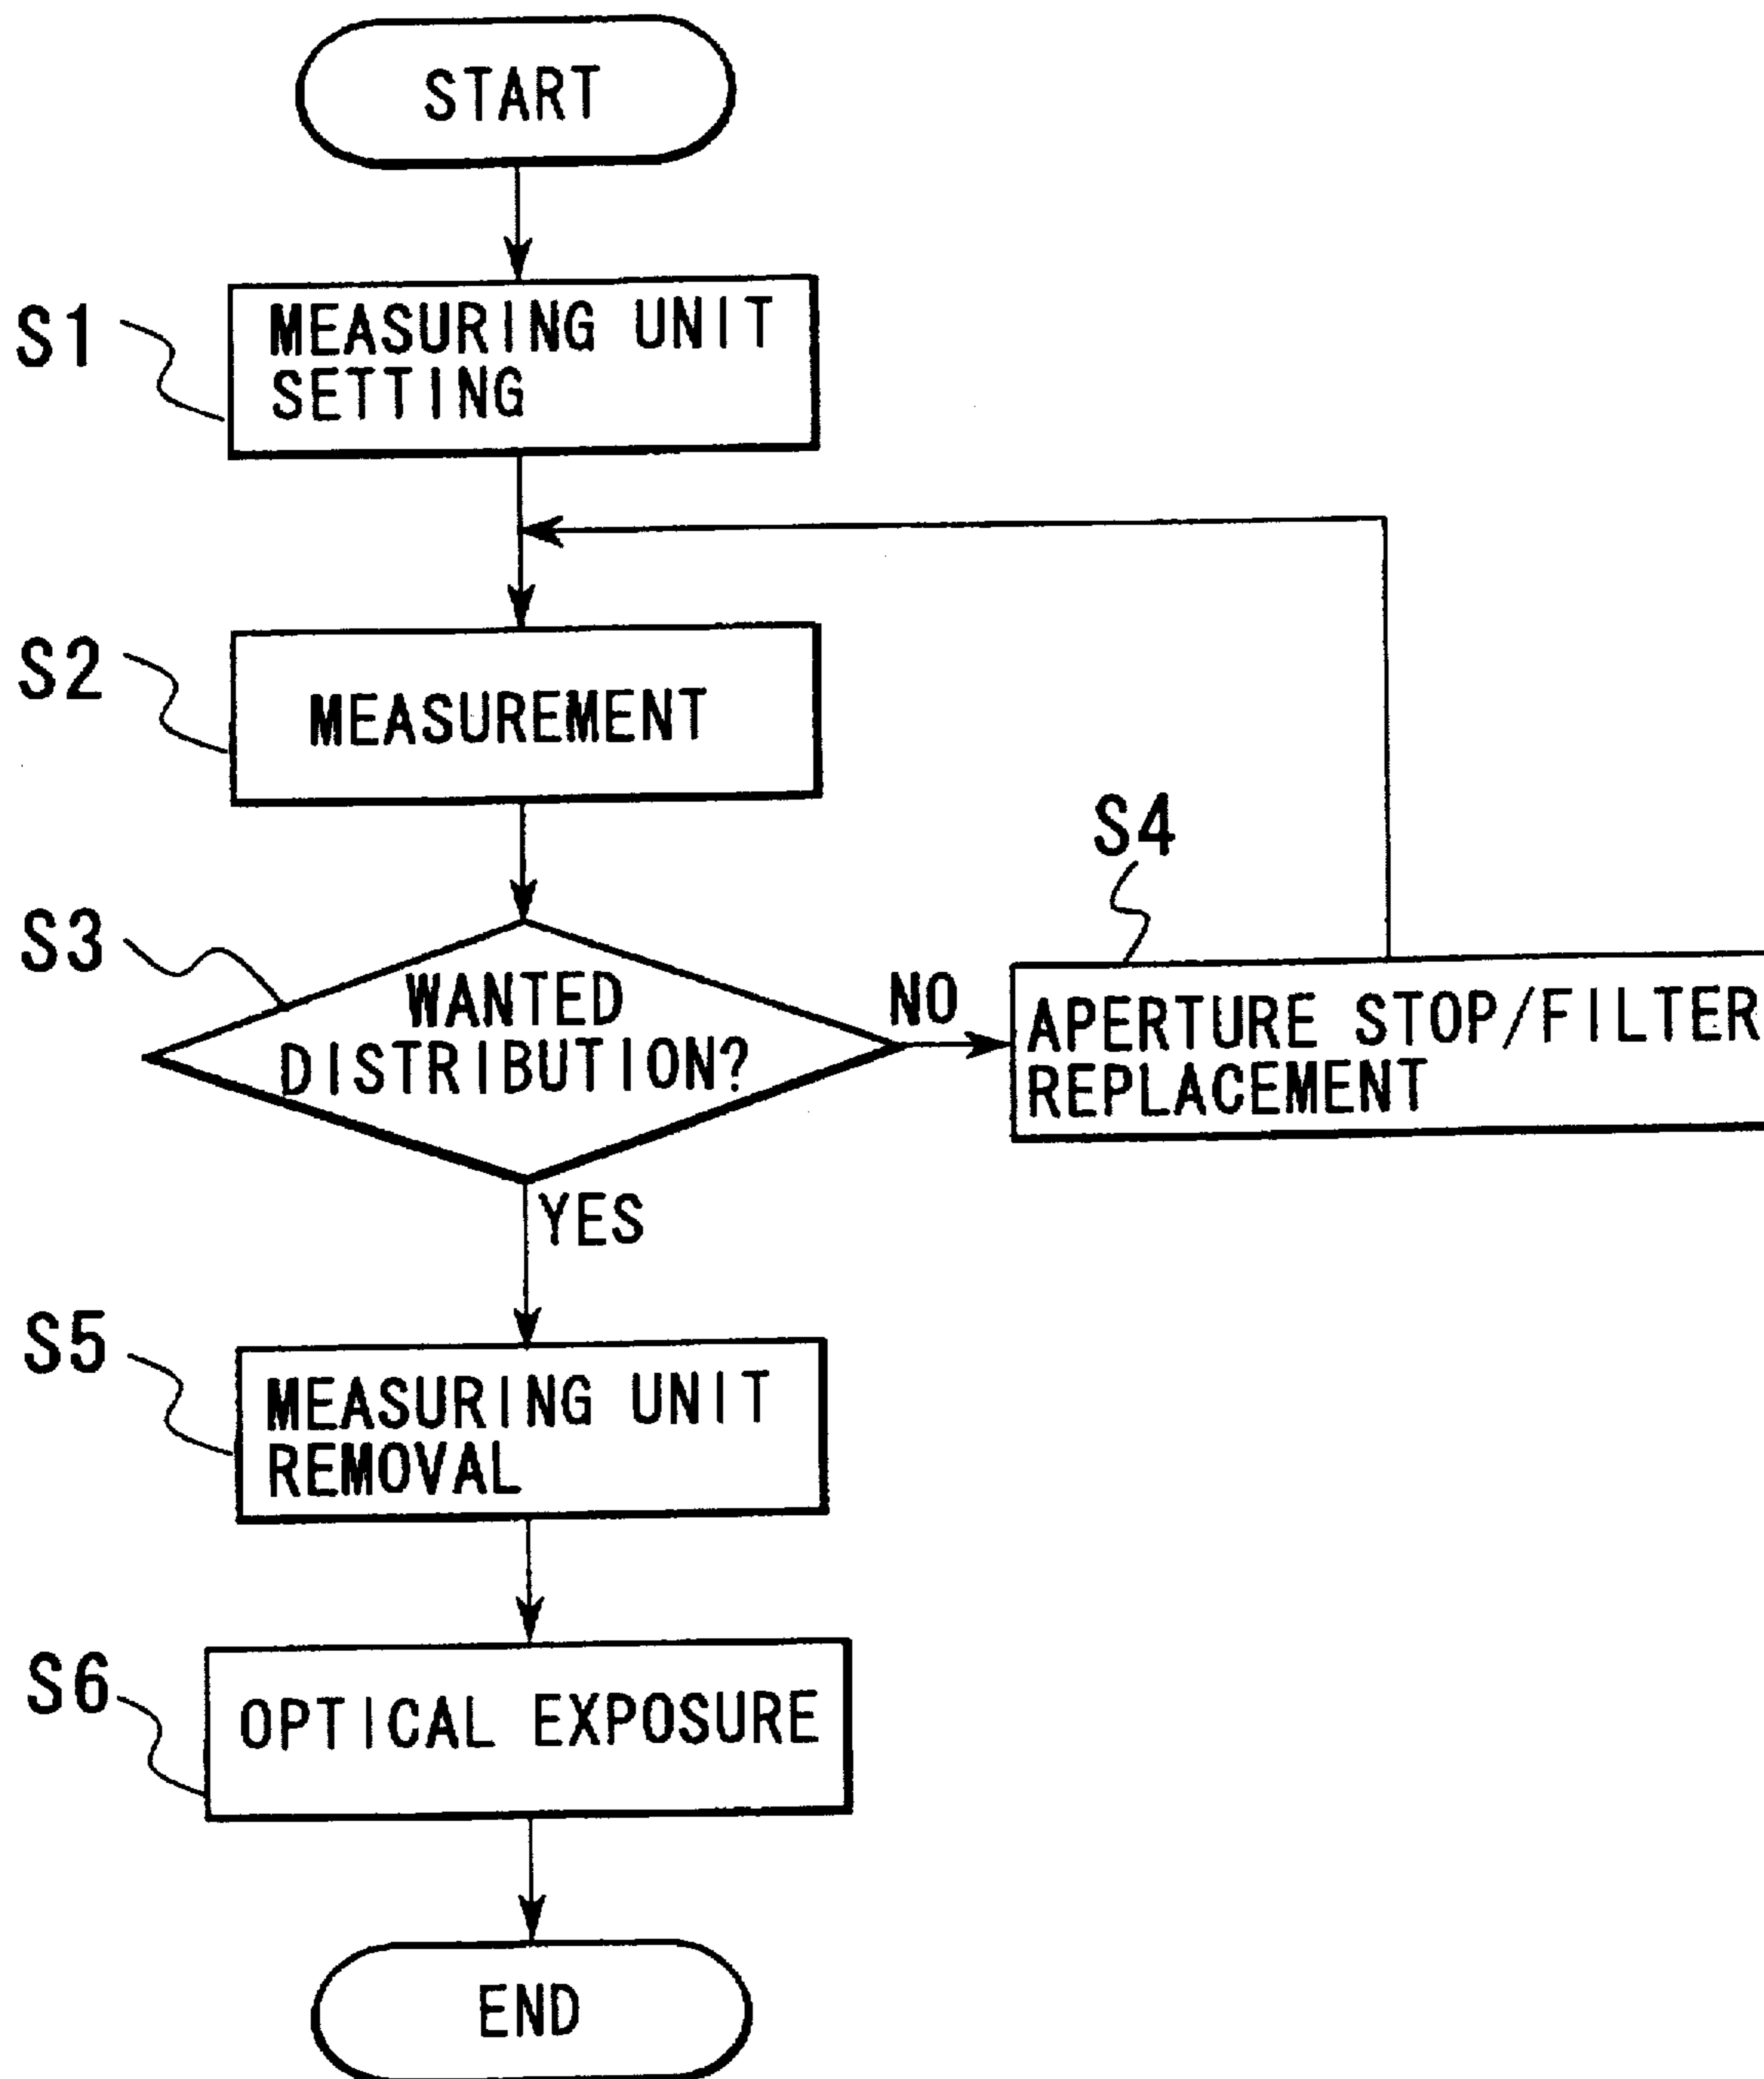 START
S1
MEASURING UNIT
SETTING
S2
MEASUREMENT
S4
S3
WANTED
DISTRIBUTION?
NO
APERTURE STOP/FILTER
REPLACEMENT
YES
S5
MEASURING UNIT
REMOVAL
S6
OPTICAL EXPOSURE
END